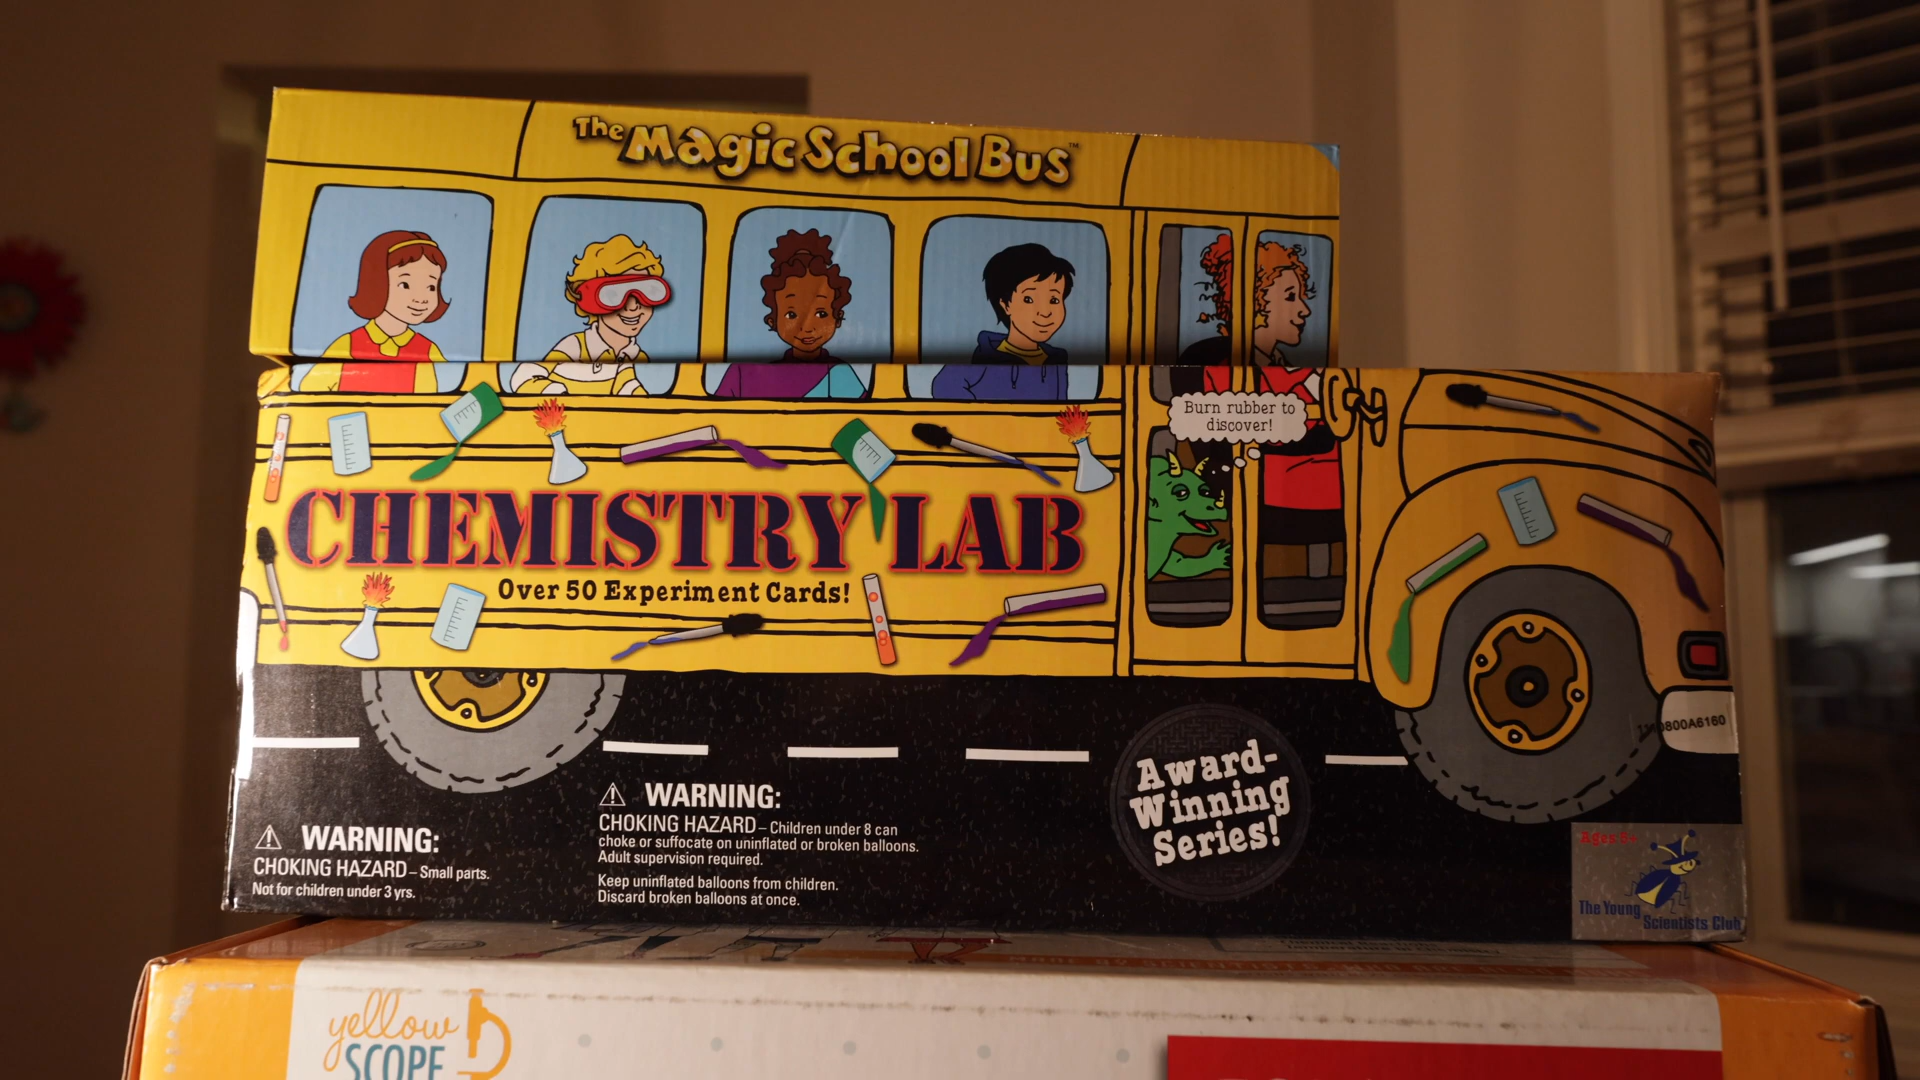 The Magic School Bus™
Burn rubber to
discover!
CHEMISTRY LAB
Over 50 Experiment Cards!
Award-
Winning
Series!
⚠ WARNING:
CHOKING HAZARD – Small parts.
Not for children under 3 yrs.
⚠ WARNING:
CHOKING HAZARD – Children under 8 can
choke or suffocate on uninflated or broken balloons.
Adult supervision required.
Keep uninflated balloons from children.
Discard broken balloons at once.
Ages 5+
The Young
Scientists Club
yellow
SCOPE